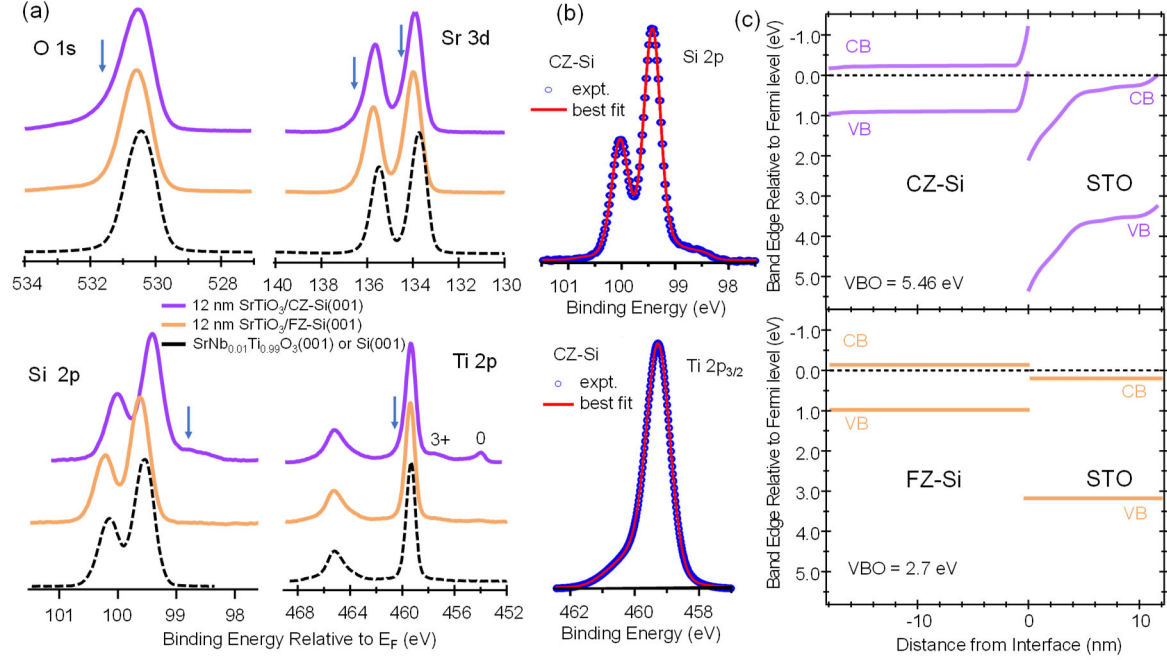 (a)
O 1s
Sr 3d
534 531 528
140 138 136 134 132 130
12 nm SrTiO3/CZ-Si(001)
12 nm SrTiO3/FZ-Si(001)
SrNb0.01Ti0.99O3(001) or Si(001)
Si 2p
Ti 2p
3+
0
101 100 99 98
468 464 460 456 452
Binding Energy Relative to EF (eV)
(b)
Si 2p
CZ-Si
expt.
best fit
101 100 99 98
Binding Energy (eV)
CZ-Si
Ti 2p3/2
expt.
best fit
462 460 458
Binding Energy (eV)
(c)
Band Edge Relative to Fermi level (eV)
-1.0
0.0
1.0
2.0
3.0
4.0
5.0
CB
CB
VB
CZ-Si
STO
VB
VBO = 5.46 eV
Band Edge Relative to Fermi Level (eV)
-1.0
0.0
1.0
2.0
3.0
4.0
5.0
CB
CB
VB
FZ-Si
STO
VB
VBO = 2.7 eV
-10 0 10
Distance from Interface (nm)